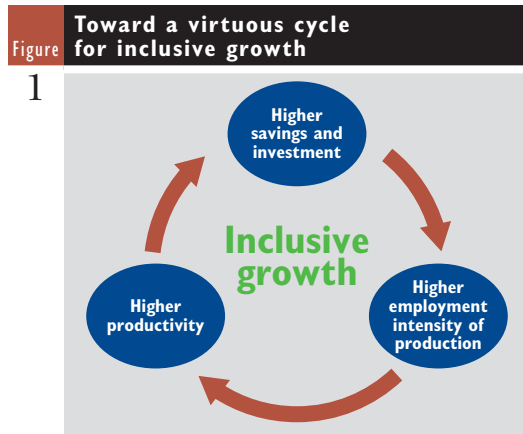 Figure
1
Toward a virtuous cycle
for inclusive growth
Higher
savings and
investment
Inclusive
growth
Higher
productivity
Higher
employment
intensity of
production